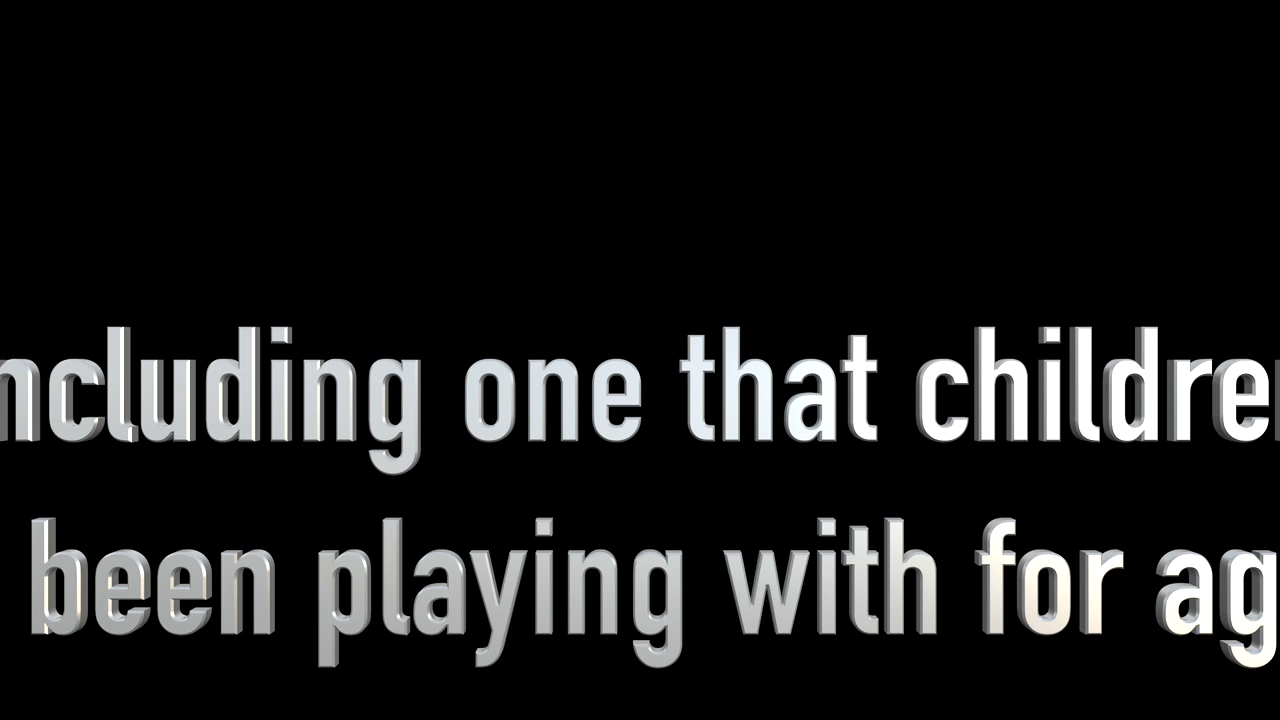 ncluding one that childre
been playing with for ag